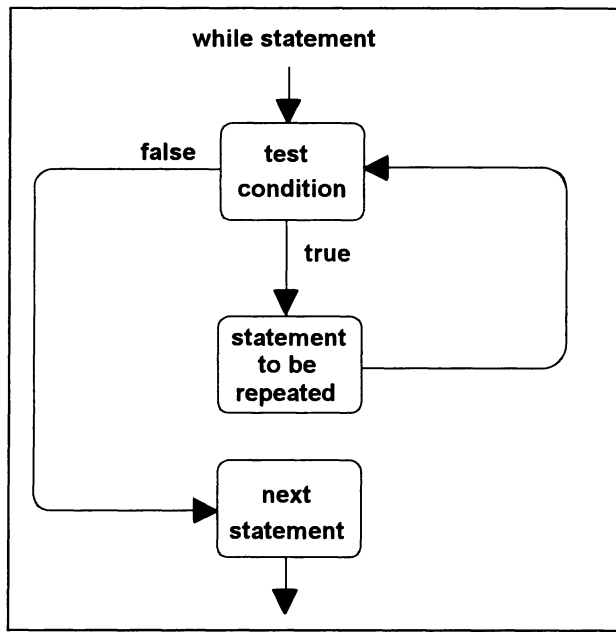 while statement
false
test
condition
true
statement
to be
repeated
next
statement